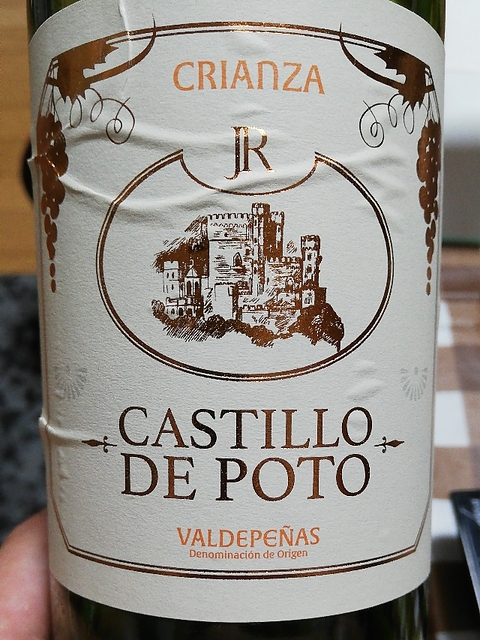 CRIANZA
JR
CASTILLO
DE POTO
VALDEPEÑAS
Denominación de Origen